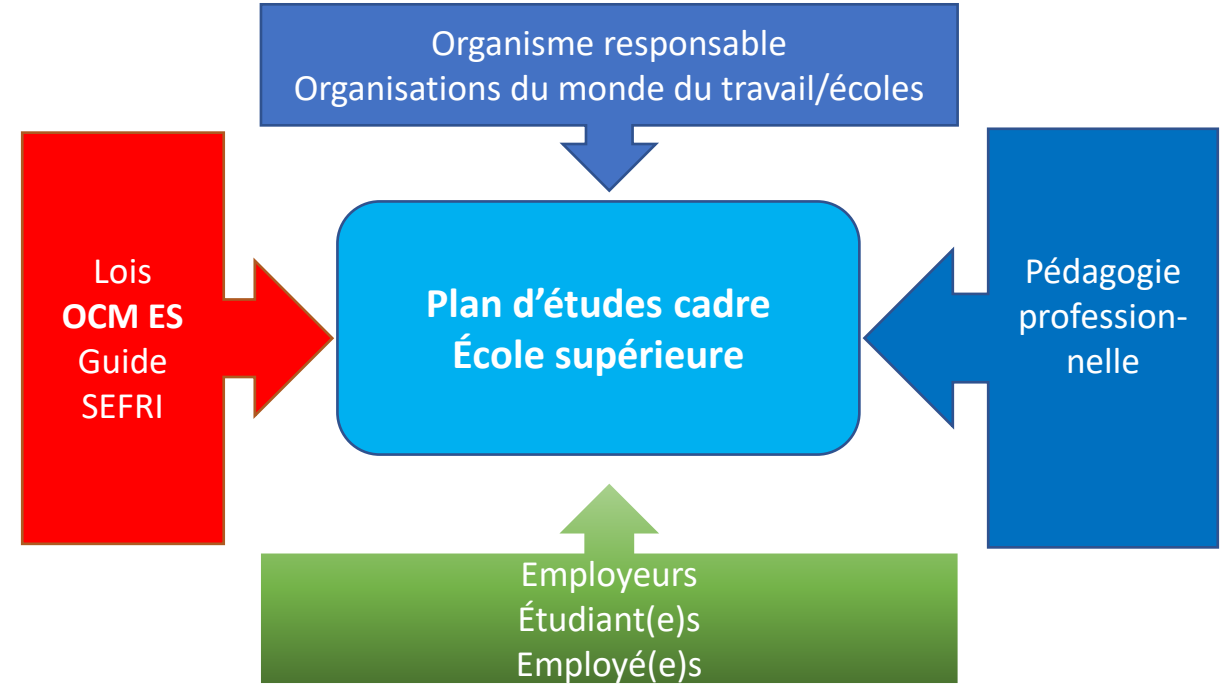 Organisme responsable
Organisations du monde du travail/écoles
Lois
OCM ES
Guide
SEFRI
Plan d’études cadre
École supérieure
Pédagogie
profession-
nelle
Employeurs
Étudiant(e)s
Employé(e)s